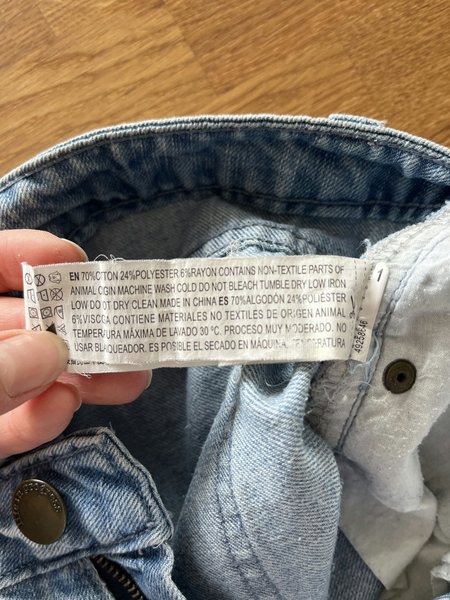 EN 70%COTTON 24%POLYESTER 6%RAYON CONTAINS NON-TEXTILE PARTS OF
ANIMAL OGIN MACHINE WASH COLD DO NOT BLEACH TUMBLE DRY LOW IRON
LOW DO NOT DRY CLEAN MADE IN CHINA ES 70%ALGODÓN 24%POLIÉSTER
6%VISCOSA CONTIENE MATERIALES NO TEXTILES DE ORIGEN ANIMAL
TEMPERATURA MÁXIMA DE LAVADO 30 ºC. PROCESO MUY MODERADO. NO
USAR BLANQUEADOR. ES POSIBLE EL SECADO EN MÁQUINA. TEMPERATURA
1